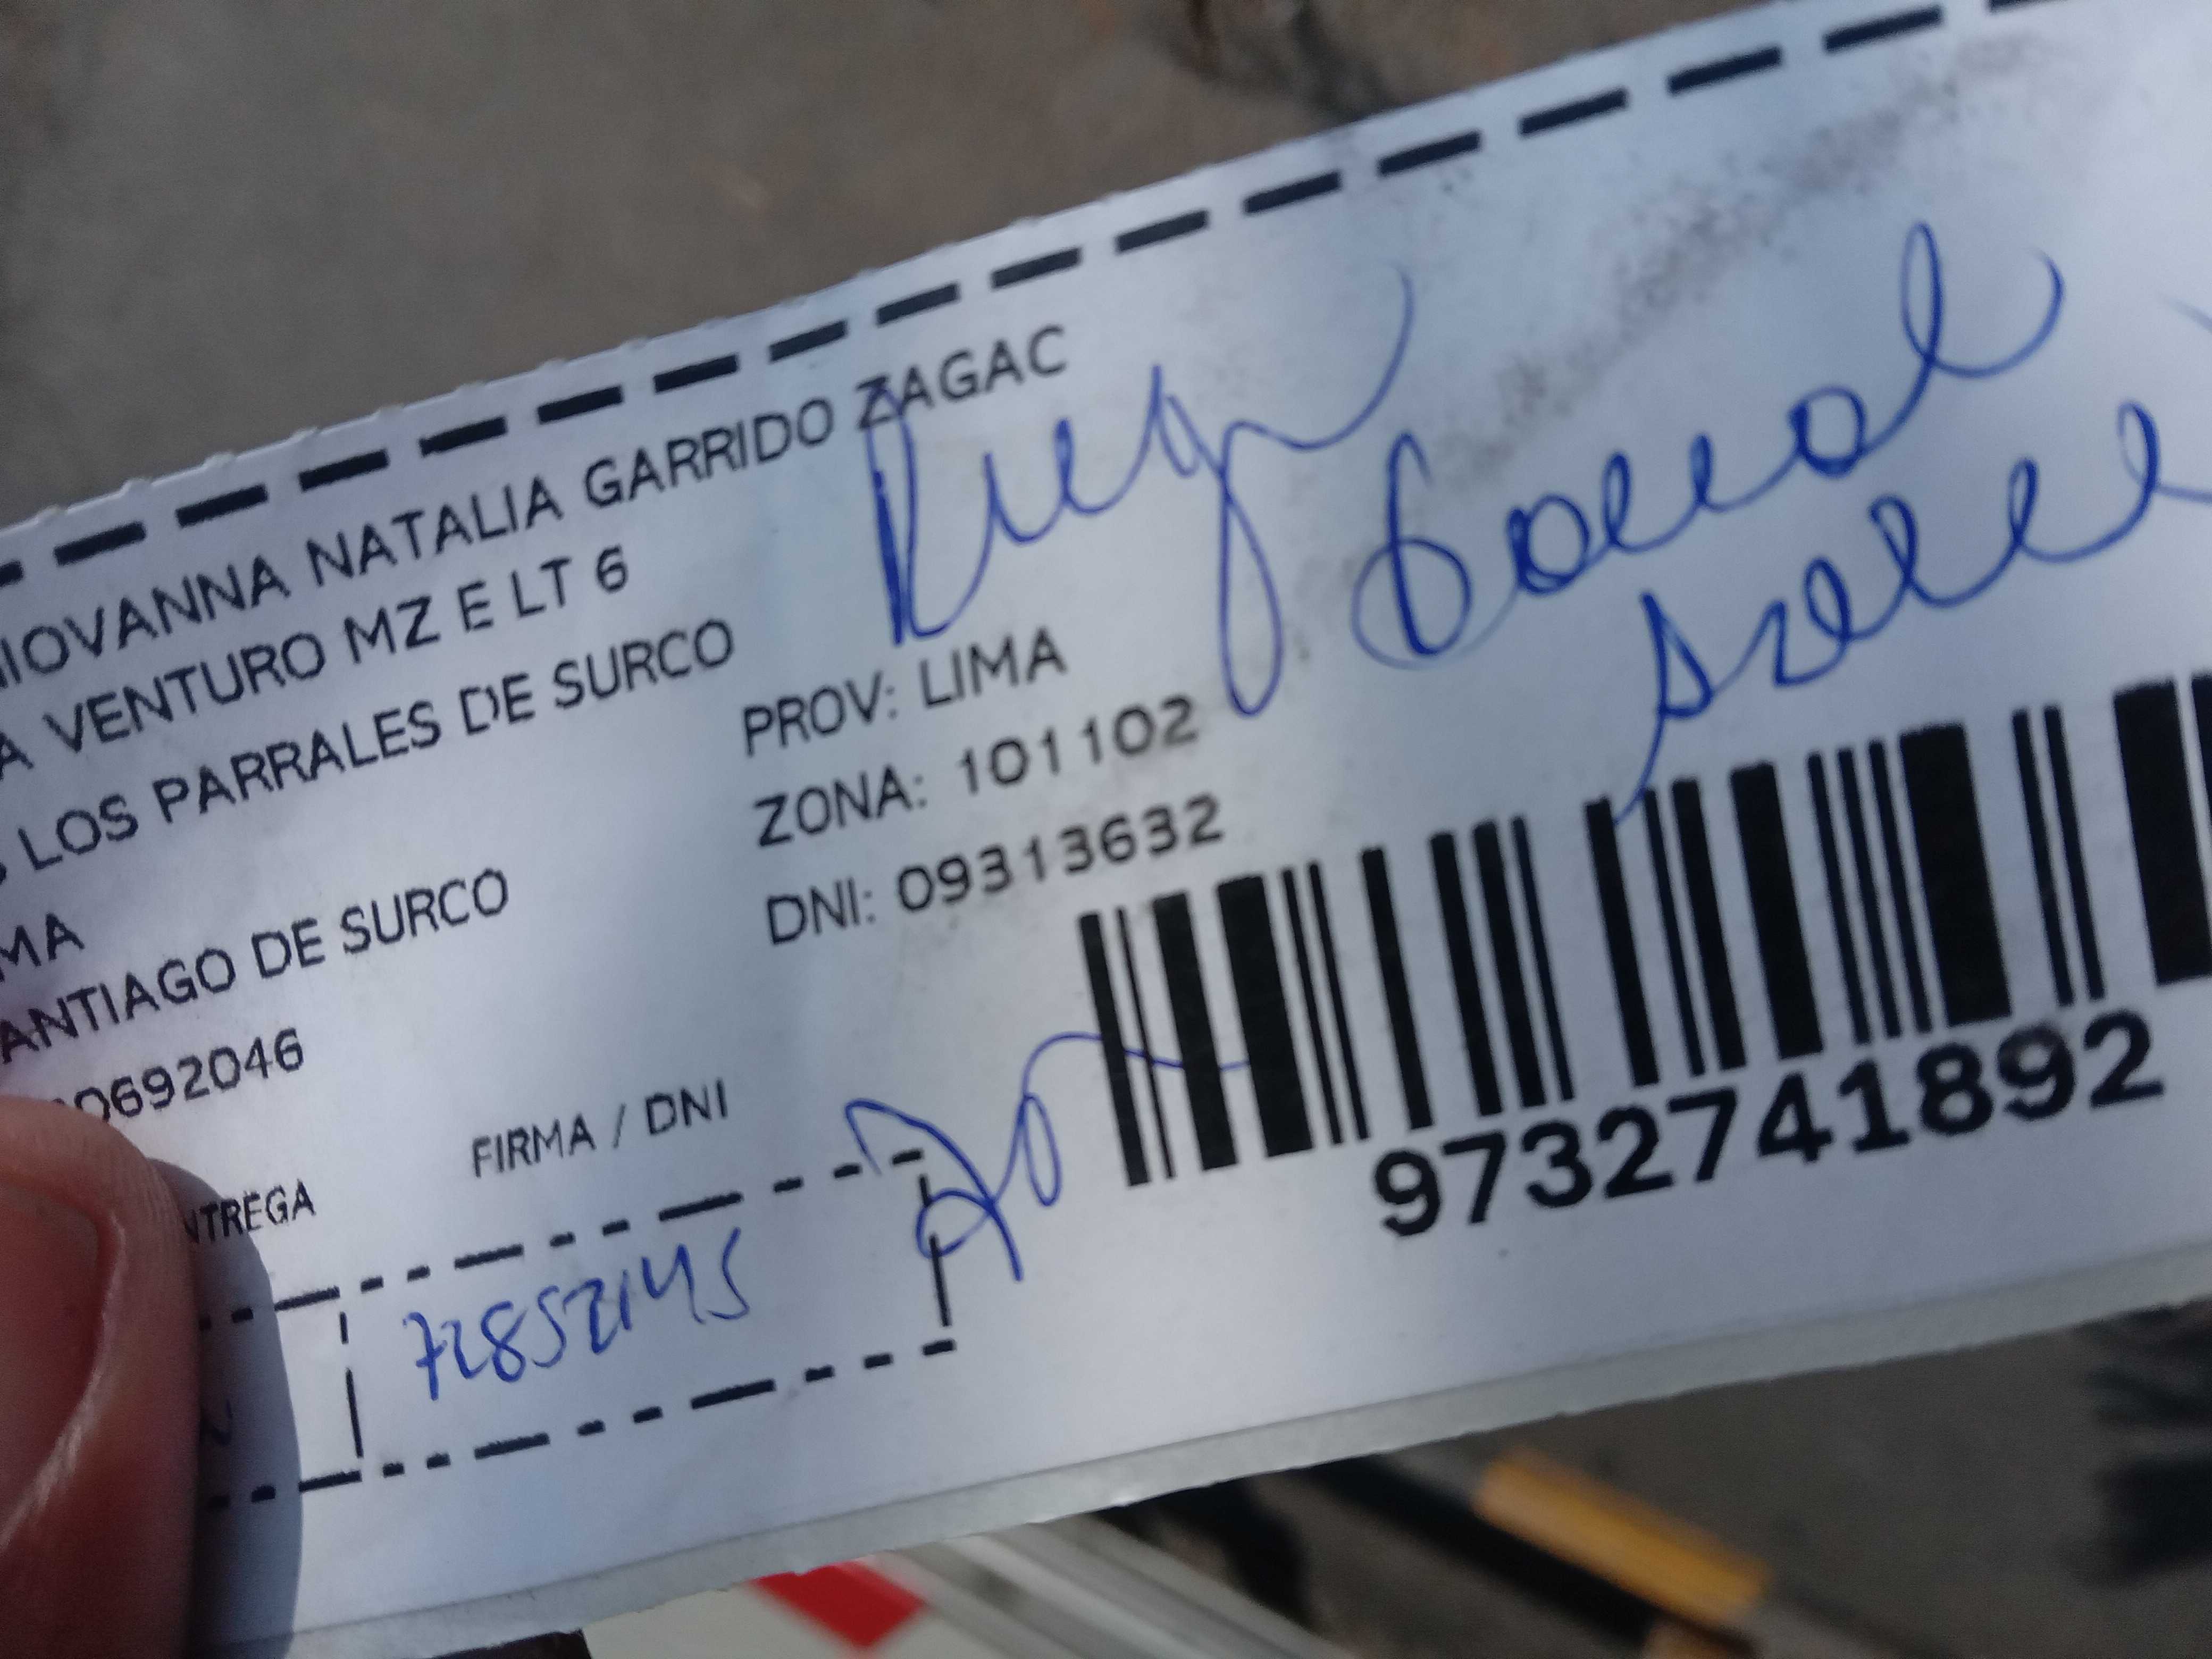 IOVANNA NATALIA GARRIDO ZAGAC
A VENTURO MZ E LT 6
LOS PARRALES DE SURCO
PROV: LIMA
MA
ZONA: 101102
ANTIAGO DE SURCO
DNI: 09313632
0692046
9732741892
NTREGA
FIRMA / DNI
72852145